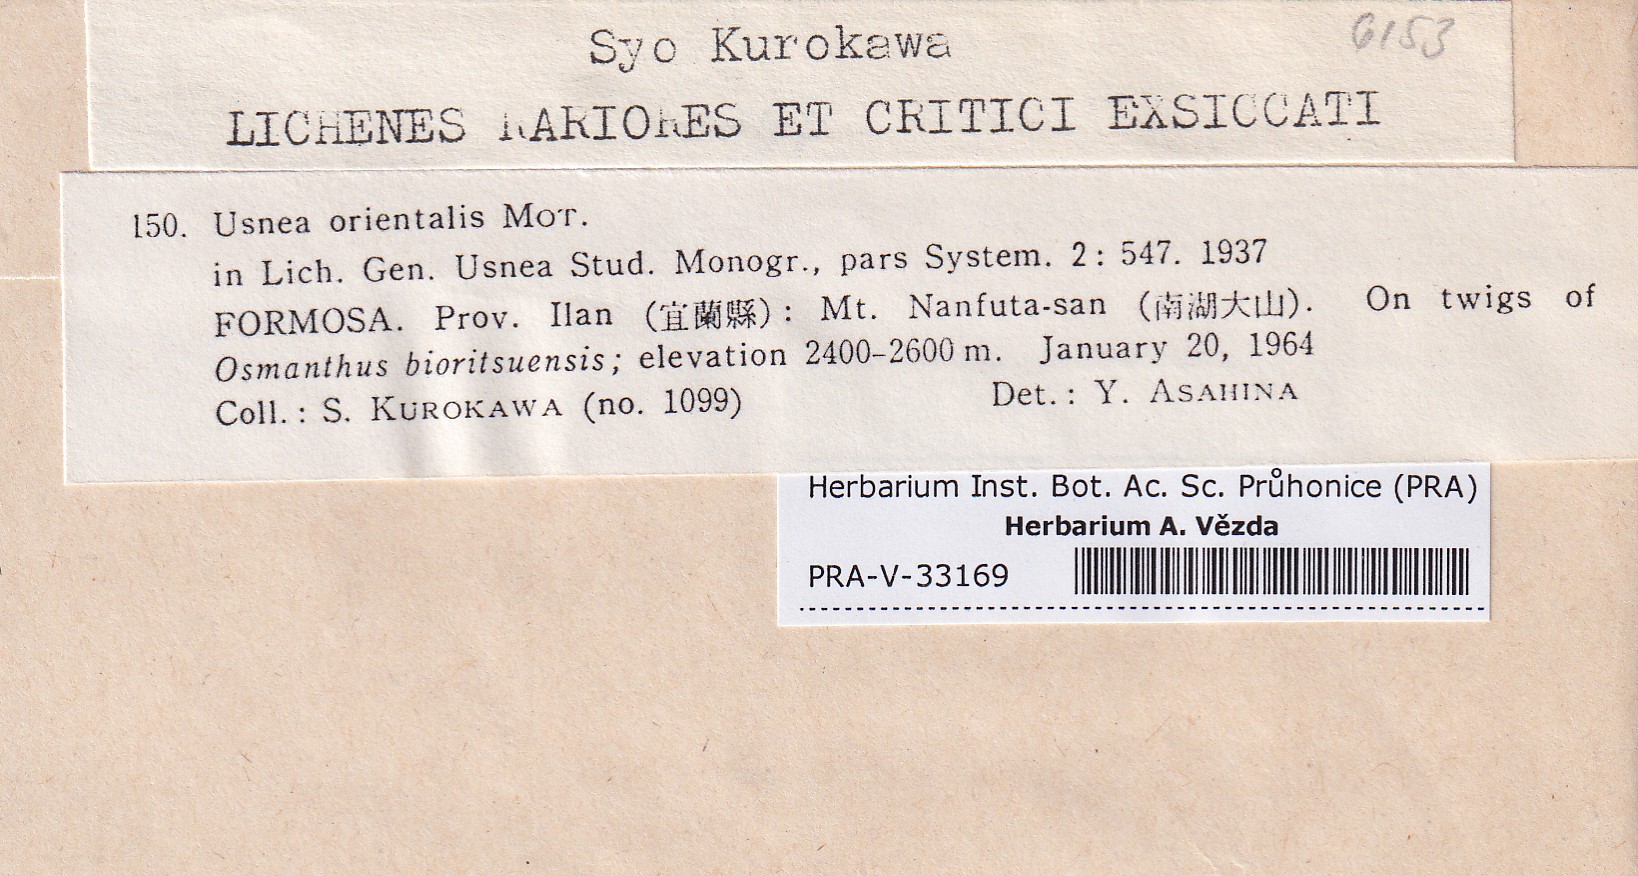 6153
Syo Kurokawa
LICHENES RARIORES ET CRITICI EXSICCATI
150. Usnea orientalis MOT.
in Lich. Gen. Usnea Stud. Monogr., pars System. 2: 547. 1937
FORMOSA. Prov. Ilan (宜蘭縣): Mt. Nanfuta-san (南湖大山). On twigs of
Osmanthus bioritsuensis; elevation 2400–2600 m. January 20, 1964
Coll.: S. KUROKAWA (no. 1099) Det.: Y. ASAHINA
Herbarium Inst. Bot. Ac. Sc. Průhonice (PRA)
Herbarium A. Vězda
PRA-V-33169